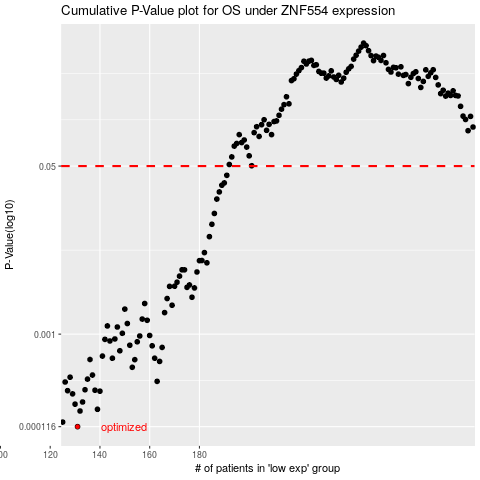 Cumulative P-Value plot for OS under ZNF554 expression
P-Value(log10)
0.05
0.001
0.000116
optimized
00 120 140 160 180
# of patients in 'low exp' group